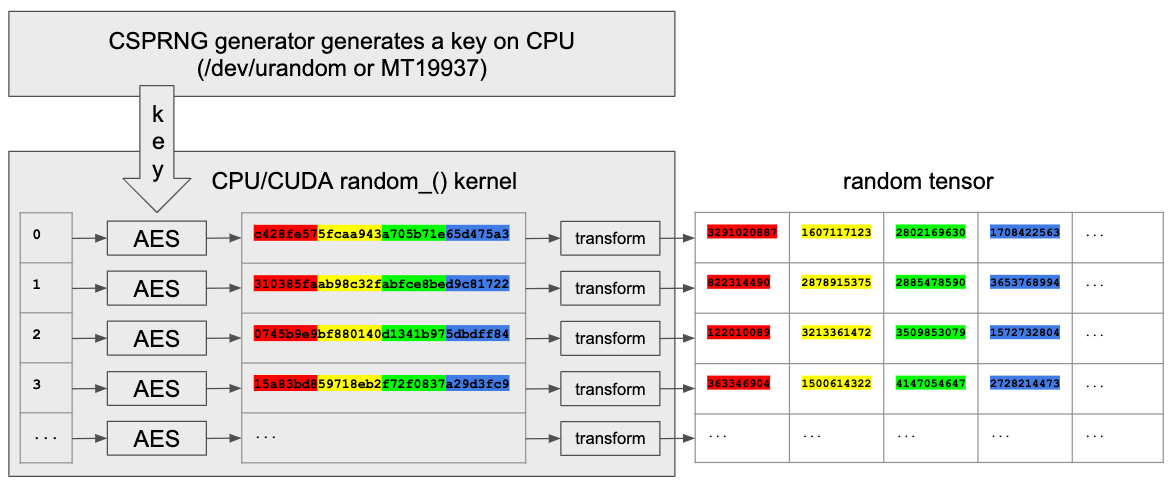 CSPRNG generator generates a key on CPU
(/dev/urandom or MT19937)
k
e
y
CPU/CUDA random_() kernel
random tensor
0 AES c428fe575fcaa943a705b71e65d475a3 transform 3291020887 1607117123 2802169630 1708422563 ...
1 AES 310385faab98c32fabfce8bed9c81722 transform 822314490 2878915375 2885478590 3653768994 ...
2 AES 0745b9e9bf880140d1341b975dbdff84 transform 122010089 3213361472 3509853079 1572732804 ...
3 AES 15a83bd859718eb2f72f0837a29d3fc9 transform 363346904 1500614322 4147054647 2728214473 ...
... AES ... transform ... ... ... ... ...